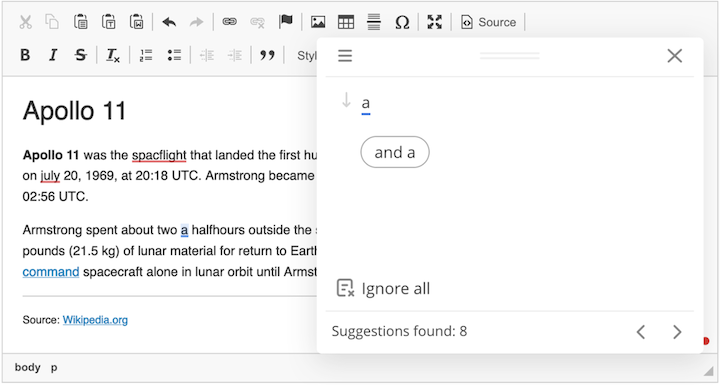 Source
B I S Ix
Styl
Apollo 11
Apollo 11 was the spacflight that landed the first hu
on july 20, 1969, at 20:18 UTC. Armstrong became
02:56 UTC.
Armstrong spent about two a halfhours outside the s
pounds (21.5 kg) of lunar material for return to Earth
command spacecraft alone in lunar orbit until Armst
Source: Wikipedia.org
body p
a
and a
Ignore all
Suggestions found: 8